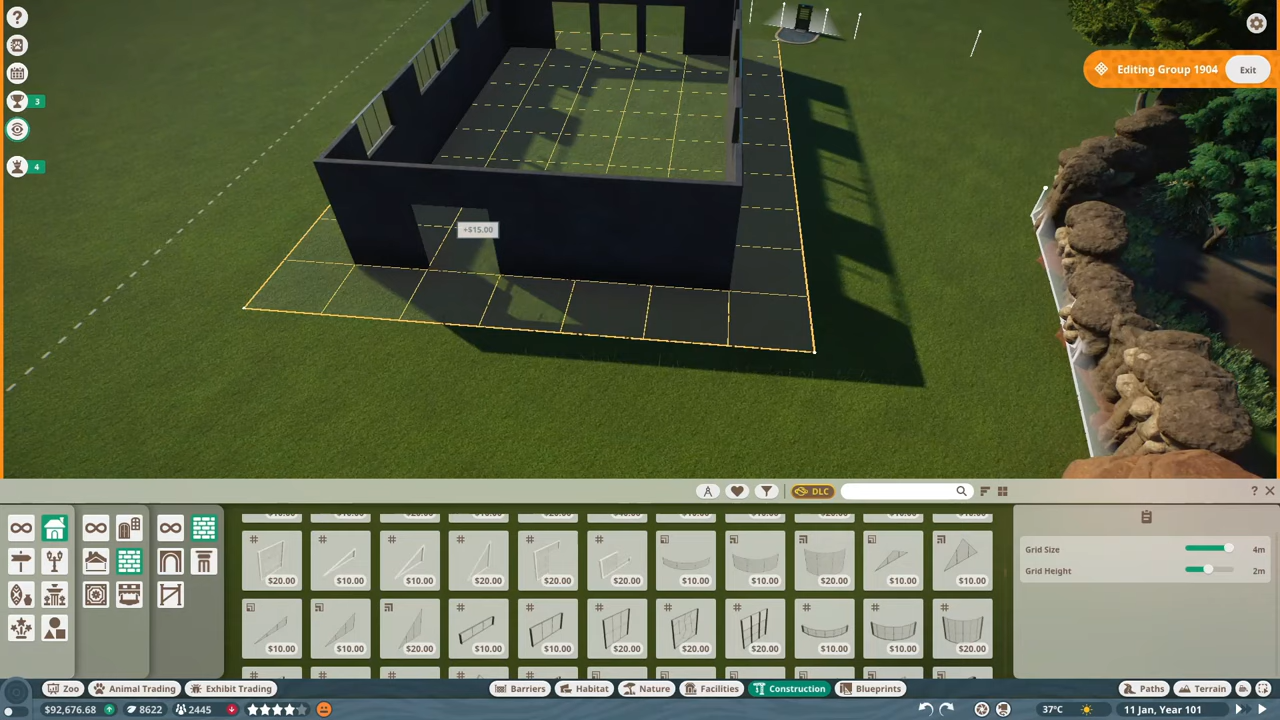 ?
Editing Group 1904
Exit
3
4
+$15.00
DLC
?
$20.00
$10.00
$10.00
$20.00
$10.00
$20.00
$10.00
$10.00
$20.00
$10.00
$10.00
$10.00
$10.00
$20.00
$10.00
$10.00
$20.00
$20.00
$20.00
$10.00
$10.00
$20.00
Grid Size
4m
Grid Height
2m
Zoo
Animal Trading
Exhibit Trading
Barriers
Habitat
Nature
Facilities
Construction
Blueprints
Paths
Terrain
$92,676.68
8622
2445
37°C
11 Jan, Year 101